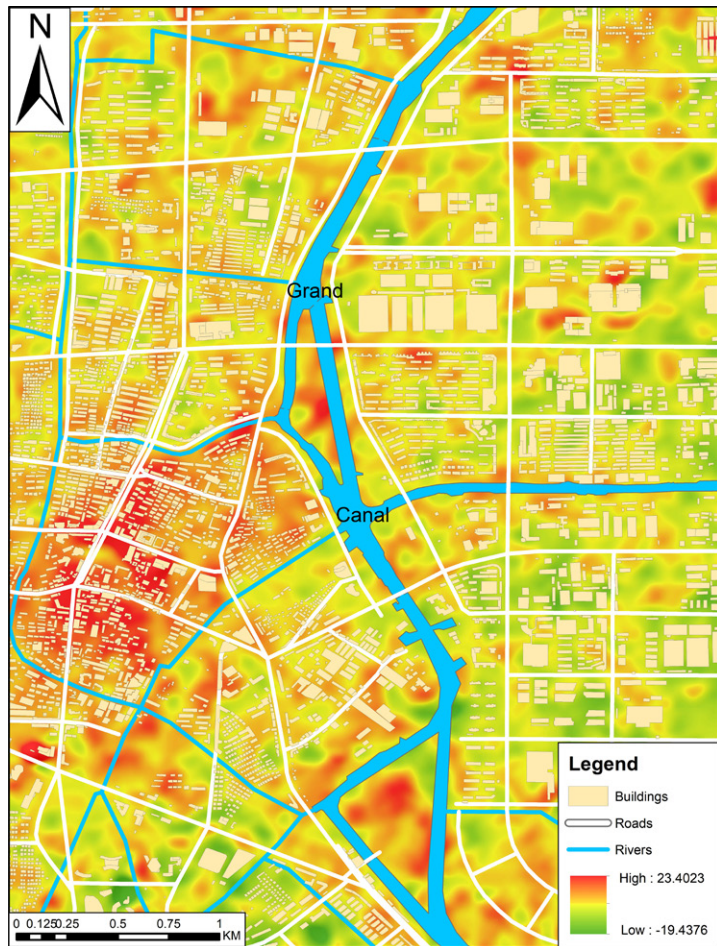 N
Grand
Canal
Legend
Buildings
Roads
Rivers
High : 23.4023
Low : -19.4376
0 0.125 0.25 0.5 0.75 1
KM